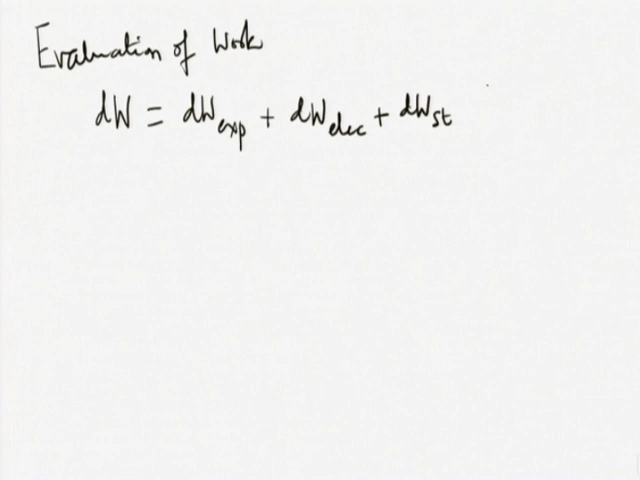 Evaluation of Work
dW = dW_exp + dW_elec + dW_st